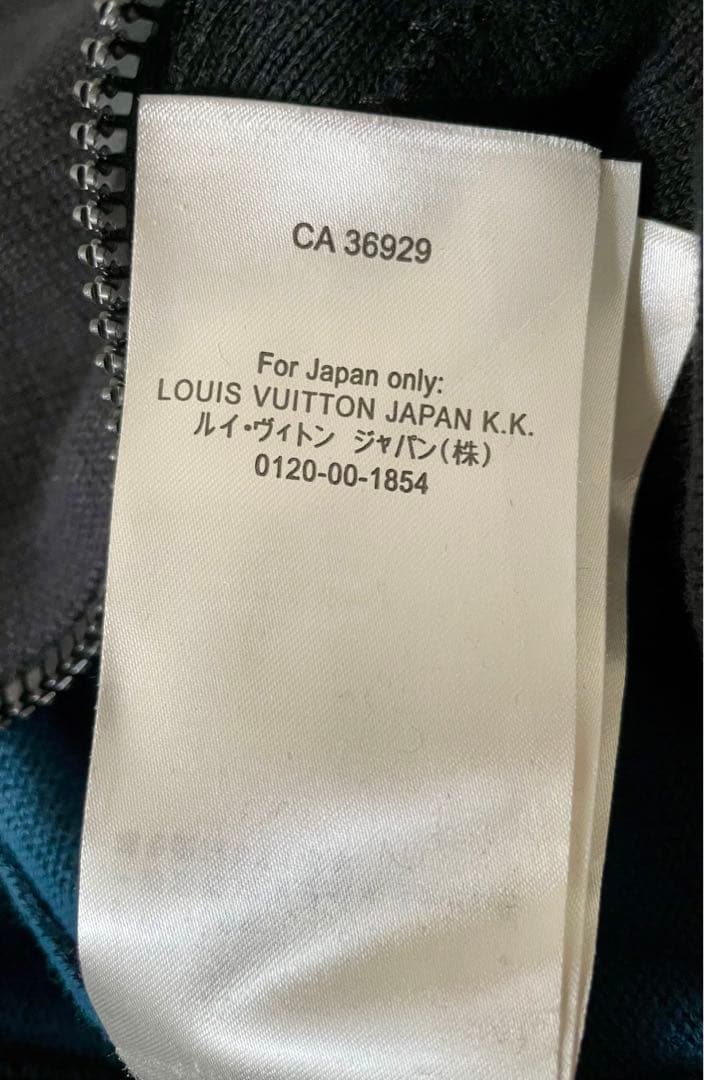 CA 36929
For Japan only:
LOUIS VUITTON JAPAN K.K.
ルイ・ヴィトン ジャパン(株)
0120-00-1854